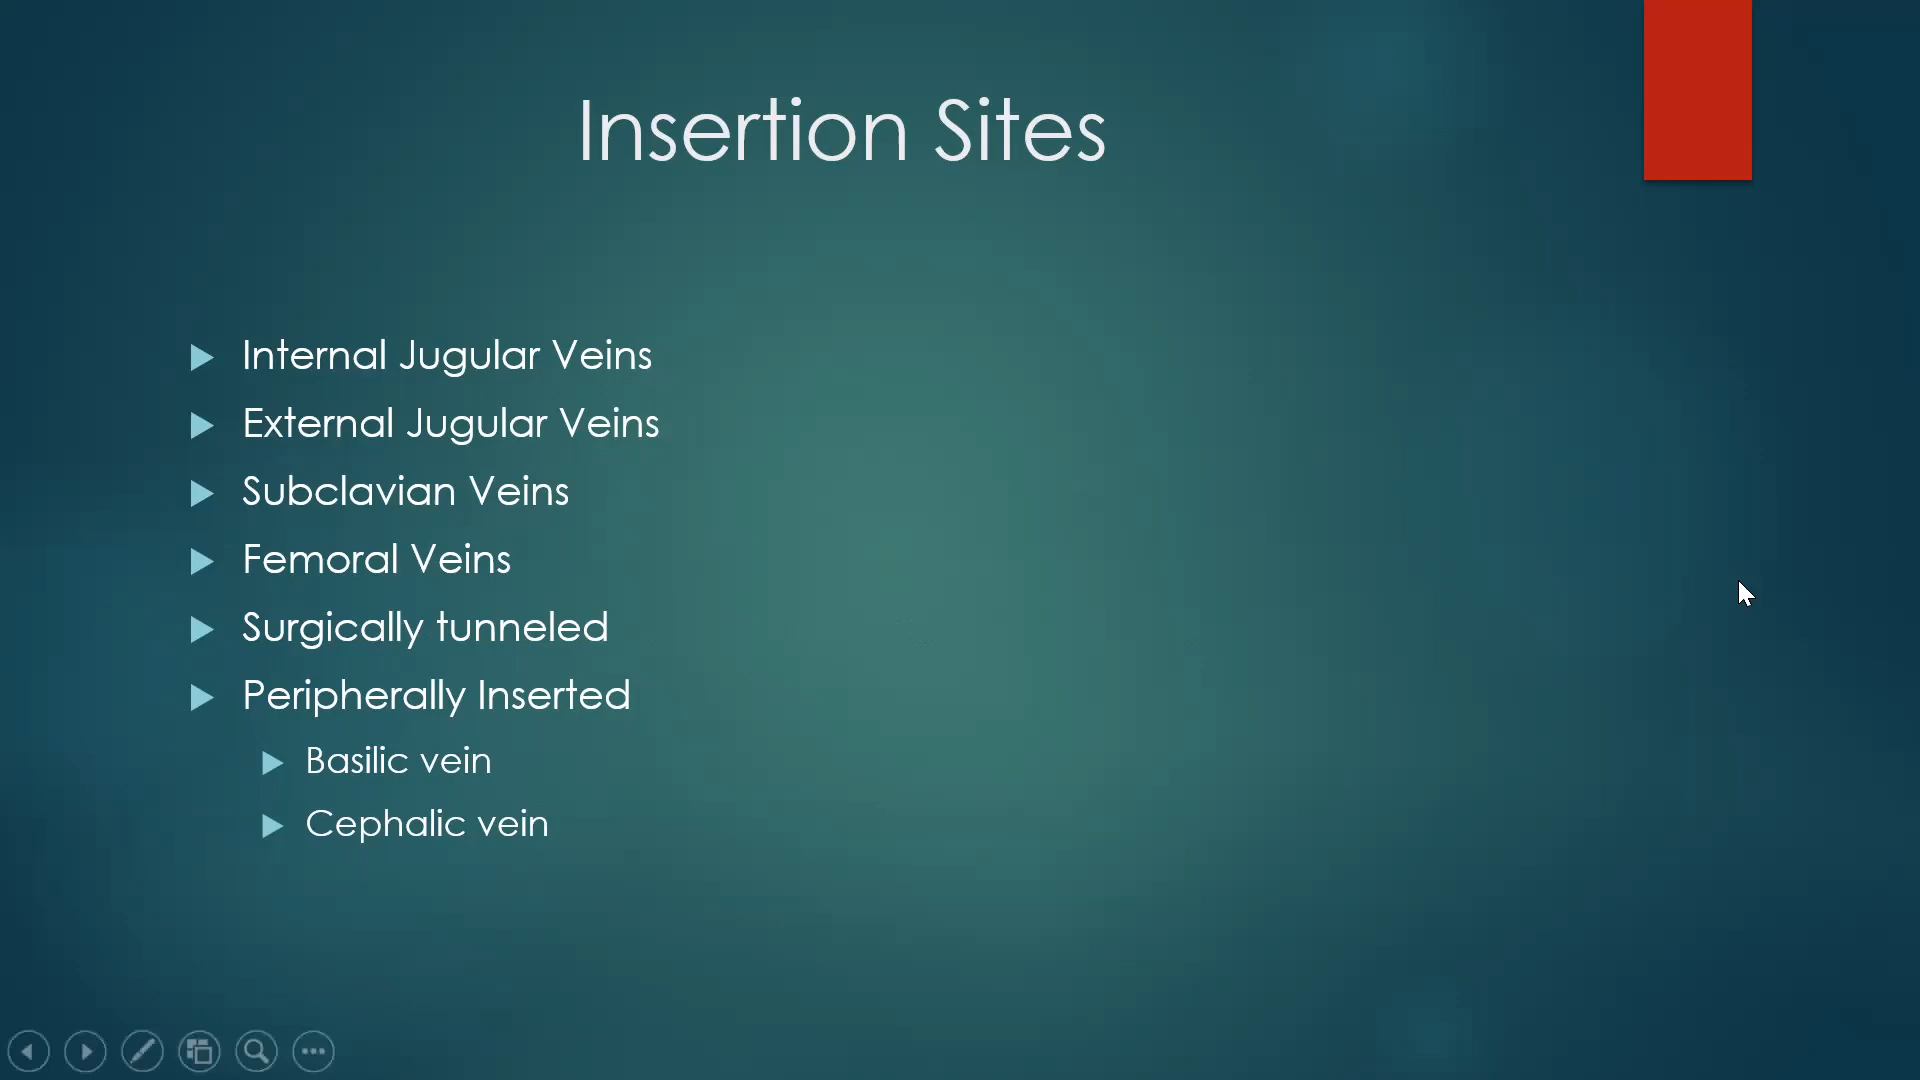 Insertion Sites
Internal Jugular Veins
External Jugular Veins
Subclavian Veins
Femoral Veins
Surgically tunneled
Peripherally Inserted
Basilic vein
Cephalic vein